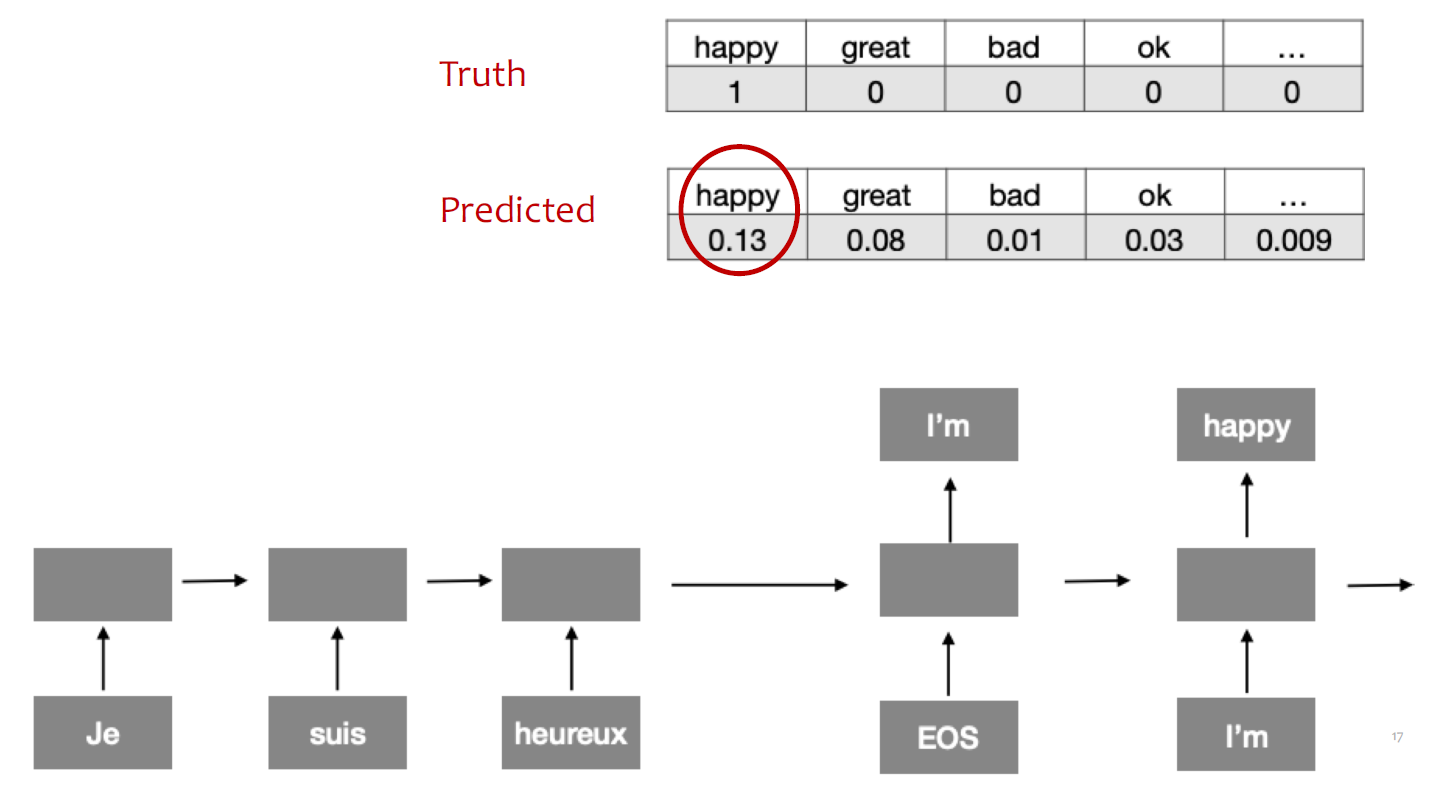 happy great bad ok ...
Truth
1 0 0 0 0
happy great bad ok ...
Predicted
0.13 0.08 0.01 0.03 0.009
I'm happy
Je suis heureux EOS I'm
17